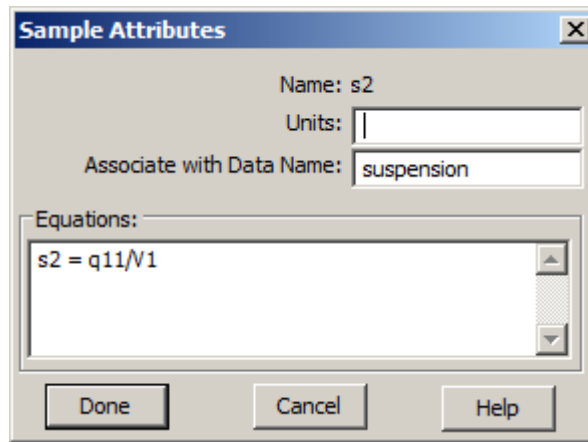 Sample Attributes
Name: s2
Units:
Associate with Data Name: suspension
Equations:
s2 = q11/V1
Done Cancel Help